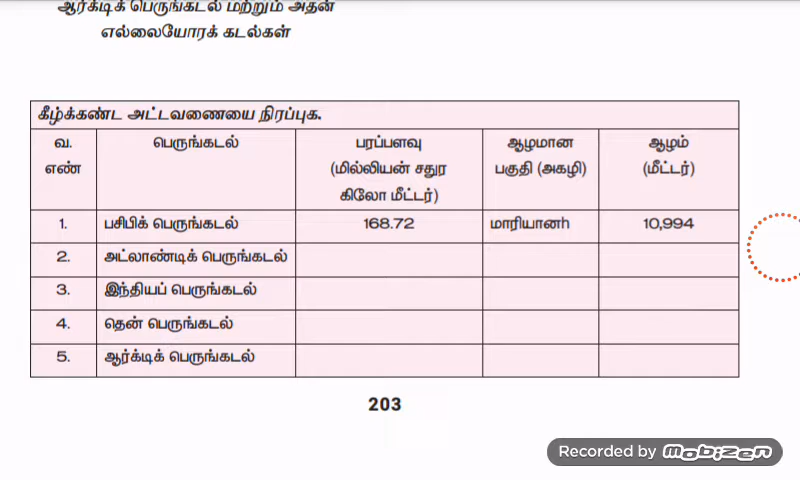 ஆர்க்டிக் பெருங்கடல் மற்றும் அதன்
எல்லையோரக் கடல்கள்
கீழ்க்கண்ட அட்டவணையை நிரப்புக.
வ. எண் பெருங்கடல் பரப்பளவு (மில்லியன் சதுர கிலோ மீட்டர்) ஆழமான பகுதி (அகழி) ஆழம் (மீட்டர்)
1. பசிபிக் பெருங்கடல் 168.72 மாரியானh 10,994
2. அட்லாண்டிக் பெருங்கடல்
3. இந்தியப் பெருங்கடல்
4. தென் பெருங்கடல்
5. ஆர்க்டிக் பெருங்கடல்
203
Recorded by mobizen